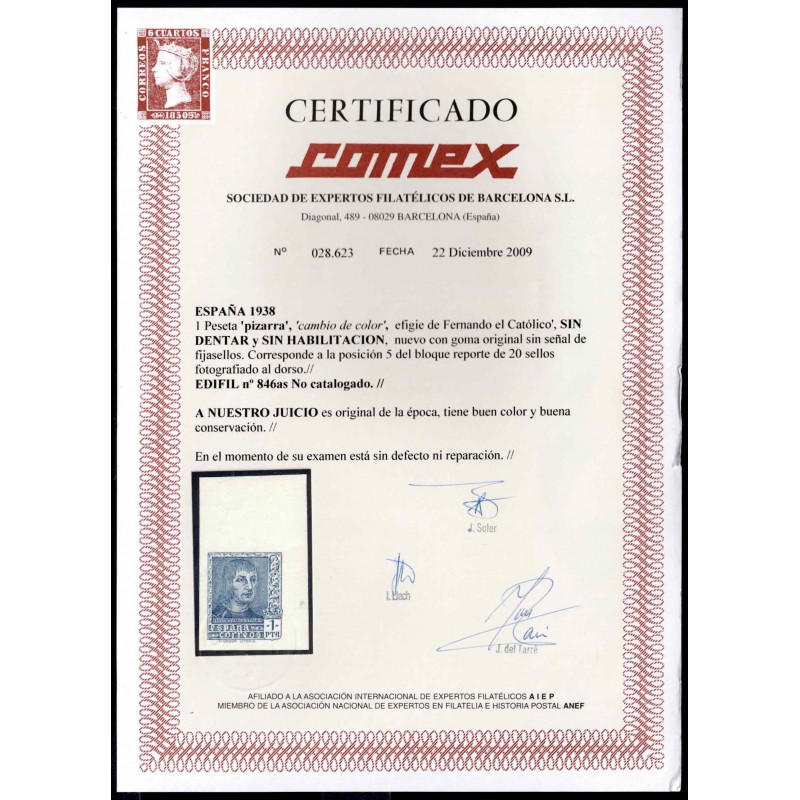 6 CUARTOS
CORREOS
FRANCO
1850
CERTIFICADO
comex
SOCIEDAD DE EXPERTOS FILATÉLICOS DE BARCELONA S.L.
Diagonal, 489 - 08029 BARCELONA (España)
Nº 028.623 FECHA 22 Diciembre 2009
ESPAÑA 1938
1 Peseta 'pizarra', 'cambio de color', efigie de Fernando el Católico', SIN
DENTAR y SIN HABILITACION, nuevo con goma original sin señal de
fijasellos. Corresponde a la posición 5 del bloque reporte de 20 sellos
fotografiado al dorso.//
EDIFIL nº 846as No catalogado. //
A NUESTRO JUICIO es original de la época, tiene buen color y buena
conservación. //
En el momento de su examen está sin defecto ni reparación. //
J. Soler
J. del Tarré
ESPAÑA
CORREOS
-1-
PTA
AFILIADO A LA ASOCIACIÓN INTERNACIONAL DE EXPERTOS FILATÉLICOS A I E P
MIEMBRO DE LA ASOCIACIÓN NACIONAL DE EXPERTOS EN FILATELIA E HISTORIA POSTAL ANEF